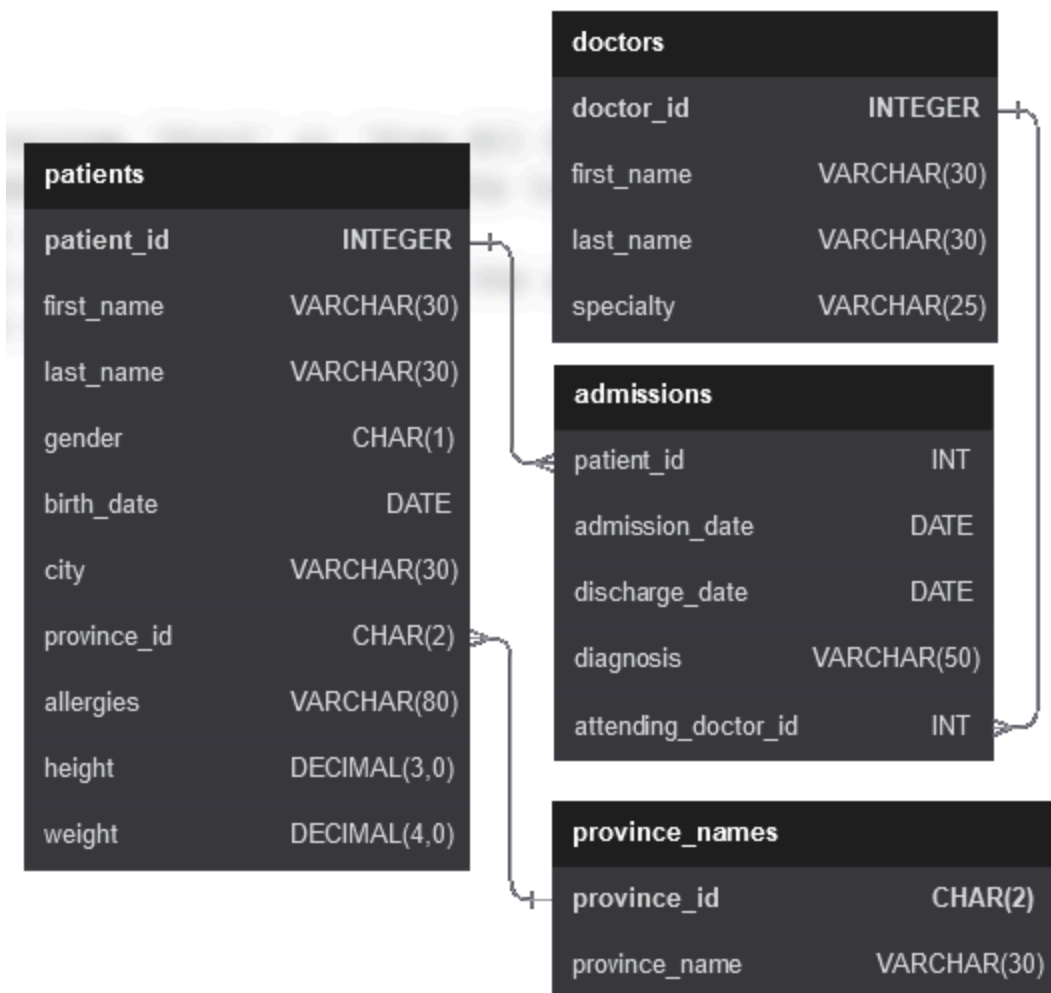 patients
patient_id INTEGER
first_name VARCHAR(30)
last_name VARCHAR(30)
gender CHAR(1)
birth_date DATE
city VARCHAR(30)
province_id CHAR(2)
allergies VARCHAR(80)
height DECIMAL(3,0)
weight DECIMAL(4,0)
doctors
doctor_id INTEGER
first_name VARCHAR(30)
last_name VARCHAR(30)
specialty VARCHAR(25)
admissions
patient_id INT
admission_date DATE
discharge_date DATE
diagnosis VARCHAR(50)
attending_doctor_id INT
province_names
province_id CHAR(2)
province_name VARCHAR(30)